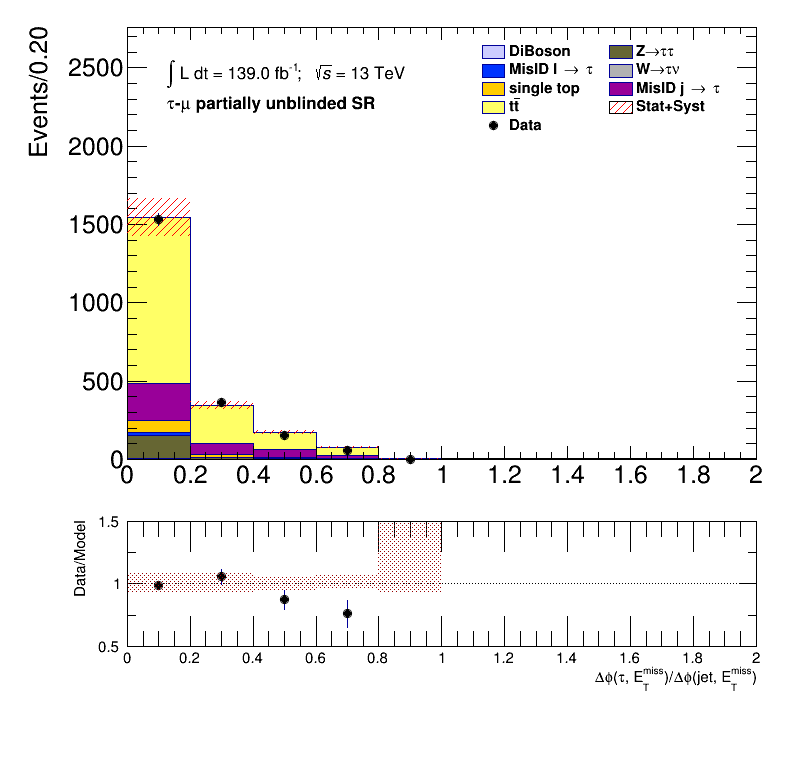 Events/0.20
2500
2000
1500
1000
500
0
∫ L dt = 139.0 fb⁻¹; √s = 13 TeV
τ-μ partially unblinded SR
DiBoson
Z→ττ
MisID l → τ
W→τν
single top
MisID j → τ
tt̄
Stat+Syst
Data
0 0.2 0.4 0.6 0.8 1 1.2 1.4 1.6 1.8 2
Data/Model
1.5
1
0.5
0 0.2 0.4 0.6 0.8 1 1.2 1.4 1.6 1.8 2
Δϕ(τ, E_T^miss)/Δϕ(jet, E_T^miss)